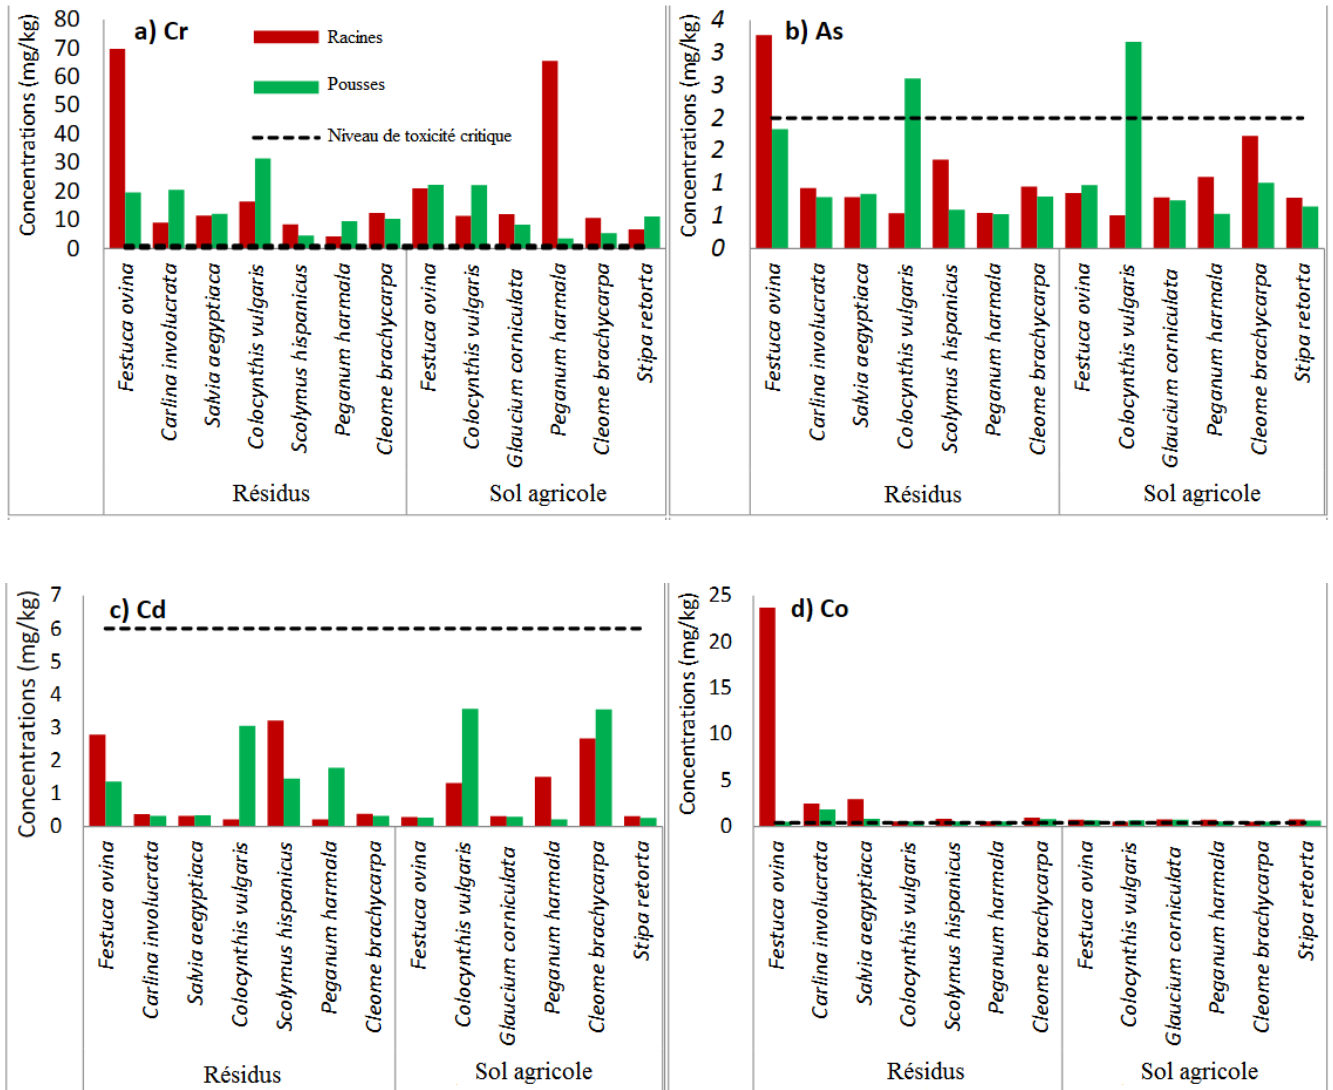 a) Cr
Concentrations (mg/kg)
80
70
60
50
40
30
20
10
0
Racines
Pousses
Niveau de toxicité critique
Festuca ovina
Carlina involucrata
Salvia aegyptiaca
Colocynthis vulgaris
Scolymus hispanicus
Peganum harmala
Cleome brachycarpa
Festuca ovina
Colocynthis vulgaris
Glaucium corniculata
Peganum harmala
Cleome brachycarpa
Stipa retorta
Résidus
Sol agricole
b) As
Concentrations (mg/kg)
4
3
3
2
2
1
1
0
Festuca ovina
Carlina involucrata
Salvia aegyptiaca
Colocynthis vulgaris
Scolymus hispanicus
Peganum harmala
Cleome brachycarpa
Festuca ovina
Colocynthis vulgaris
Glaucium corniculata
Peganum harmala
Cleome brachycarpa
Stipa retorta
Résidus
Sol agricole
c) Cd
Concentrations (mg/kg)
7
6
5
4
3
2
1
0
Festuca ovina
Carlina involucrata
Salvia aegyptiaca
Colocynthis vulgaris
Scolymus hispanicus
Peganum harmala
Cleome brachycarpa
Festuca ovina
Colocynthis vulgaris
Glaucium corniculata
Peganum harmala
Cleome brachycarpa
Stipa retorta
Résidus
Sol agricole
d) Co
Concentrations (mg/kg)
25
20
15
10
5
0
Festuca ovina
Carlina involucrata
Salvia aegyptiaca
Colocynthis vulgaris
Scolymus hispanicus
Peganum harmala
Cleome brachycarpa
Festuca ovina
Colocynthis vulgaris
Glaucium corniculata
Peganum harmala
Cleome brachycarpa
Stipa retorta
Résidus
Sol agricole